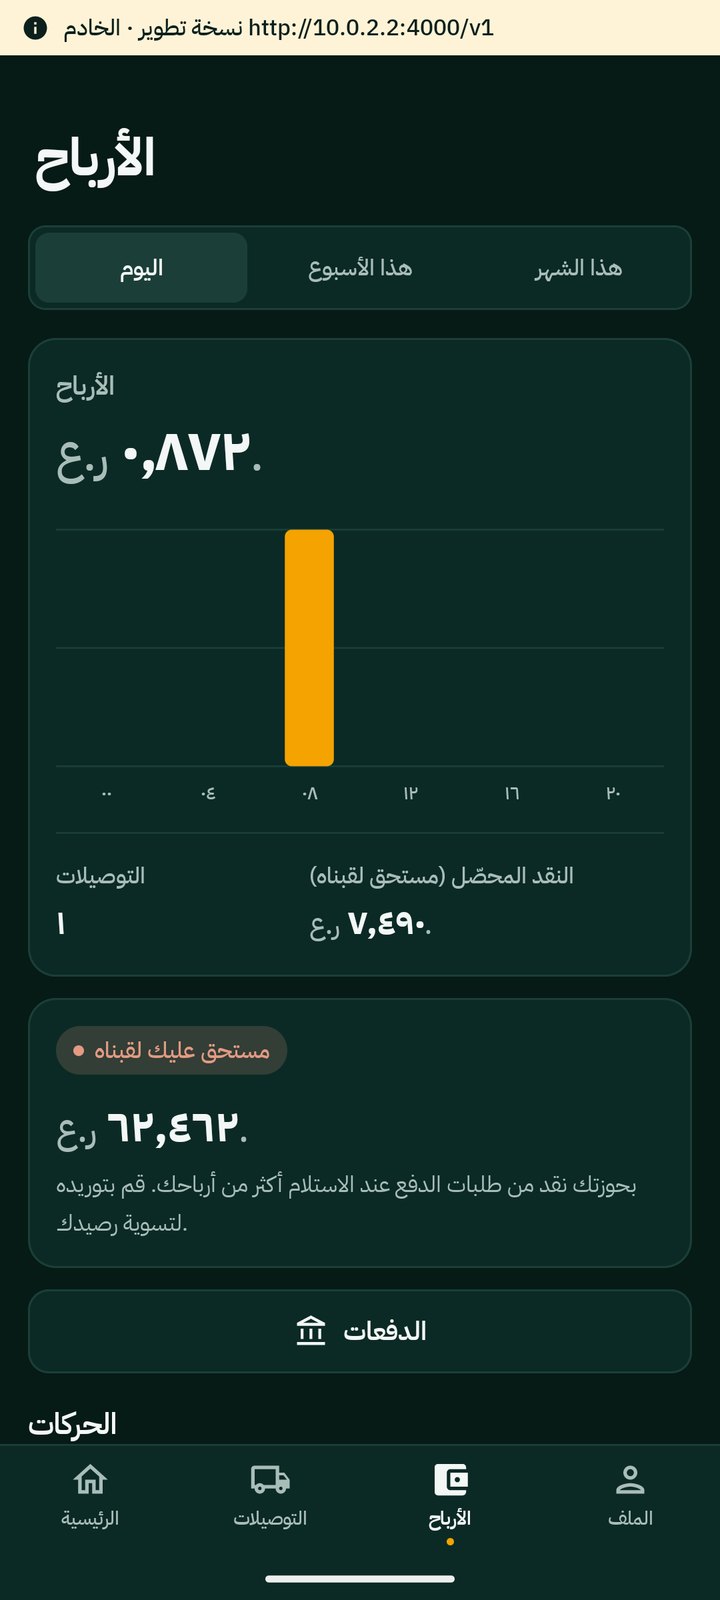 نسخة تطوير · الخادم http://10.0.2.2:4000/v1
الأرباح
اليوم
هذا الأسبوع
هذا الشهر
الأرباح
٠,٨٧٢ ر.ع.
٠٠ ٠٤ ٠٨ ١٢ ١٦ ٢٠
التوصيلات
١
النقد المحصّل (مستحق لقبناه)
٧,٤٩٠ ر.ع.
مستحق عليك لقبناه
٦٢,٤٦٢ ر.ع.
بحوزتك نقد من طلبات الدفع عند الاستلام أكثر من أرباحك. قم بتوريده
لتسوية رصيدك.
الدفعات
الحركات
الرئيسية
التوصيلات
الأرباح
الملف